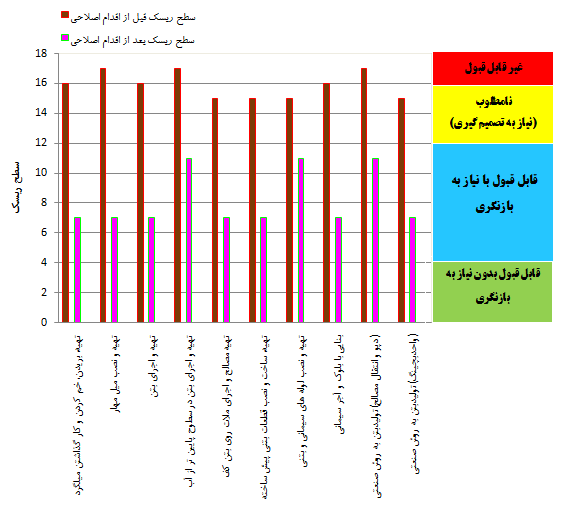 سطح ریسک قبل از اقدام اصلاحی
سطح ریسک بعد از اقدام اصلاحی
سطح ریسک
18
16
14
12
10
8
6
4
2
0
غیر قابل قبول
نامطلوب
(نیاز به تصمیم گیری)
قابل قبول با نیاز به
بازنگری
قابل قبول بدون نیاز به
بازنگری
تهیه، بریدن، خم کردن و کار گذاشتن میلگرد
تهیه و نصب میل مهار
تهیه و اجرای بتن
تهیه و اجرای بتن در سطوح پایین تر از آب
تهیه مصالح و اجرای ملات روی بتن کف
تهیه، ساخت و نصب قطعات بتنی پیش ساخته
تهیه و نصب لوله های سیمانی و بتنی
بنایی با بلوک و آجر سیمانی
(دپو و انتقال مصالح) تولیدبتن به روش صنعتی
(واحدبچینگ) تولیدبتن به روش صنعتی